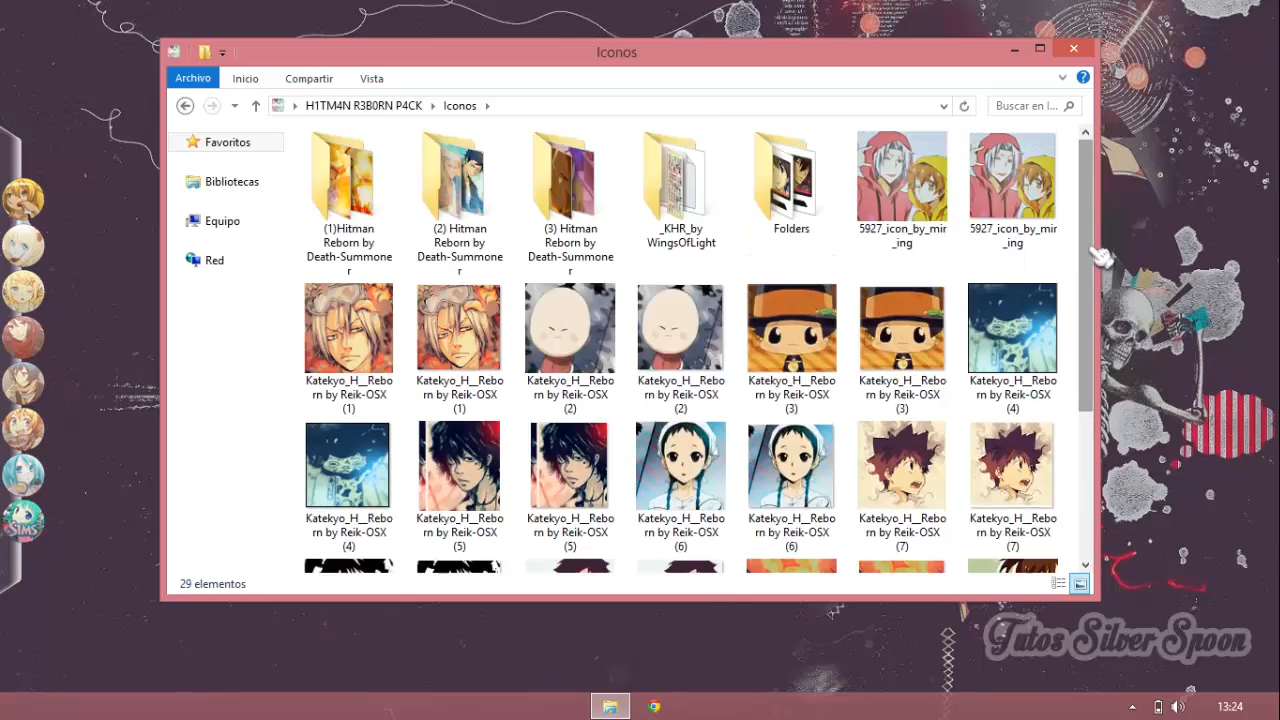 Iconos
Archivo
Inicio
Compartir
Vista
H1TM4N R3B0RN P4CK
Iconos
Buscar en I...
Favoritos
Bibliotecas
Equipo
Red
(1)Hitman
Reborn by
Death-Summone
r
(2) Hitman
Reborn by
Death-Summone
r
(3) Hitman
Reborn by
Death-Summone
r
_KHR_by
WingsOfLight
Folders
5927_icon_by_mir
_ing
5927_icon_by_mir
_ing
Katekyo_H__Rebo
rn by Reik-OSX
(1)
Katekyo_H__Rebo
rn by Reik-OSX
(1)
Katekyo_H__Rebo
rn by Reik-OSX
(2)
Katekyo_H__Rebo
rn by Reik-OSX
(2)
Katekyo_H__Rebo
rn by Reik-OSX
(3)
Katekyo_H__Rebo
rn by Reik-OSX
(3)
Katekyo_H__Rebo
rn by Reik-OSX
(4)
Katekyo_H__Rebo
rn by Reik-OSX
(4)
Katekyo_H__Rebo
rn by Reik-OSX
(5)
Katekyo_H__Rebo
rn by Reik-OSX
(5)
Katekyo_H__Rebo
rn by Reik-OSX
(6)
Katekyo_H__Rebo
rn by Reik-OSX
(6)
Katekyo_H__Rebo
rn by Reik-OSX
(7)
Katekyo_H__Rebo
rn by Reik-OSX
(7)
29 elementos
SIMS
Tutos Silver Spoon
13:24